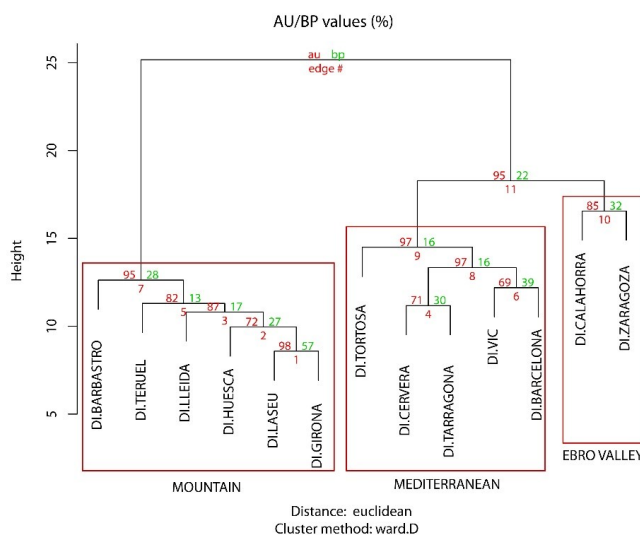 AU/BP values (%)
Height
25
20
15
10
5
au bp
edge #
95 22
11
85 32
10
97 16
9
97 16
8
69 39
6
71 30
4
95 28
7
82 13
5
87 17
3
72 27
2
98 57
1
DI.BARBASTRO
DI.TERUEL
DI.LLEIDA
DI.HUESCA
DI.LASEU
DI.GIRONA
DI.TORTOSA
DI.CERVERA
DI.TARRAGONA
DI.VIC
DI.BARCELONA
DI.CALAHORRA
DI.ZARAGOZA
MOUNTAIN
MEDITERRANEAN
EBRO VALLEY
Distance: euclidean
Cluster method: ward.D